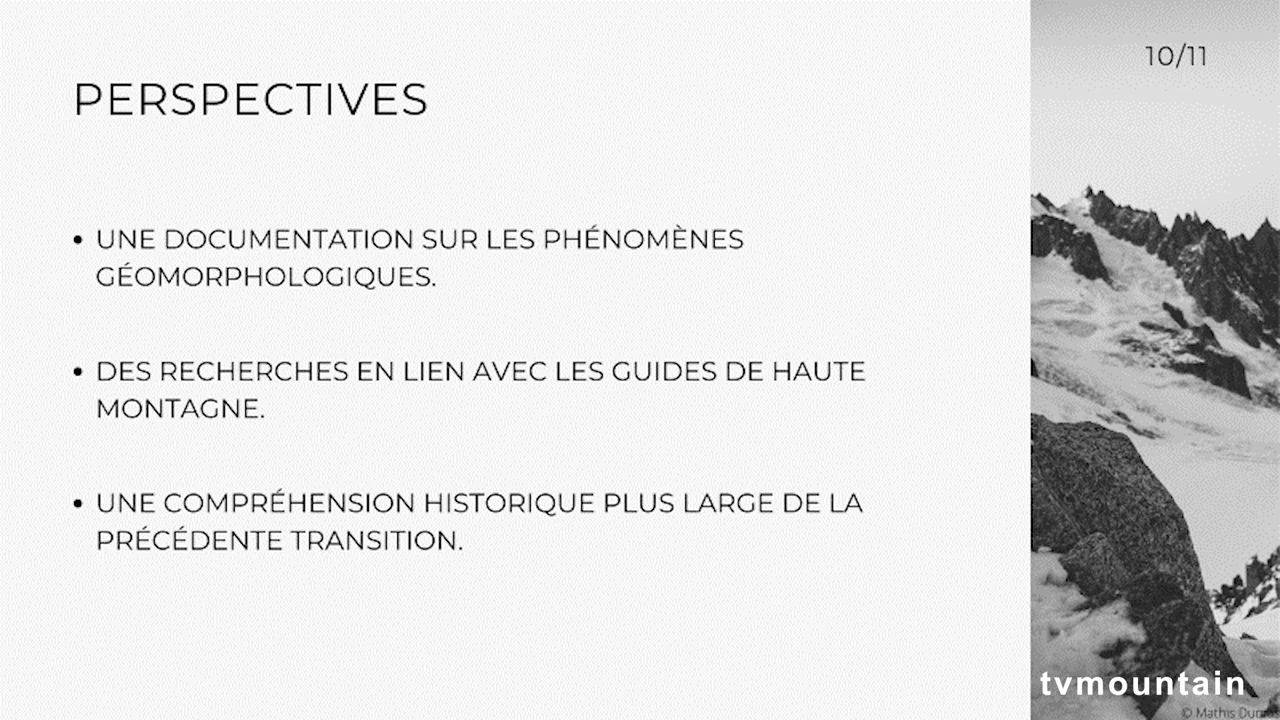 10/11
PERSPECTIVES
• UNE DOCUMENTATION SUR LES PHÉNOMÈNES
GÉOMORPHOLOGIQUES.
• DES RECHERCHES EN LIEN AVEC LES GUIDES DE HAUTE
MONTAGNE.
• UNE COMPRÉHENSION HISTORIQUE PLUS LARGE DE LA
PRÉCÉDENTE TRANSITION.
tvmountain
© Mathis